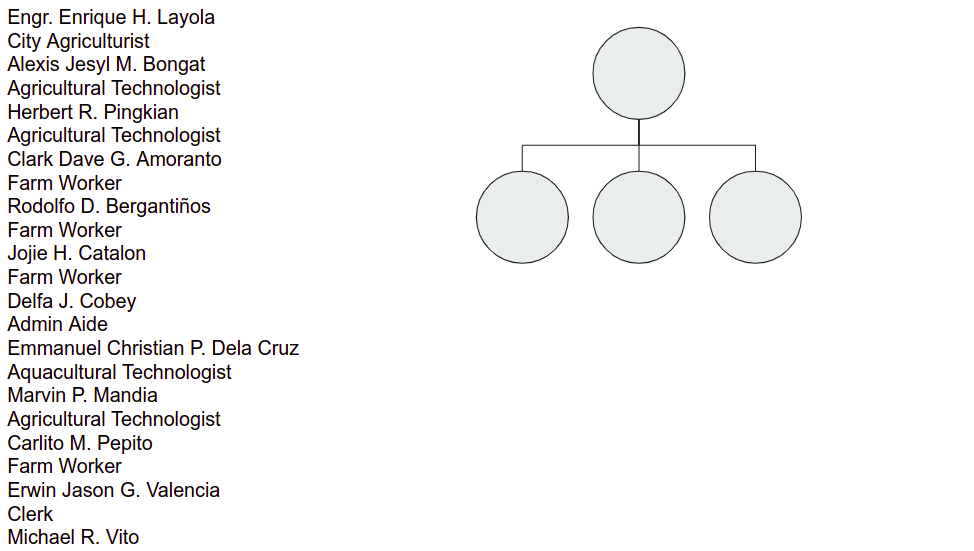 Engr. Enrique H. Layola
City Agriculturist
Alexis Jesyl M. Bongat
Agricultural Technologist
Herbert R. Pingkian
Agricultural Technologist
Clark Dave G. Amoranto
Farm Worker
Rodolfo D. Bergantiños
Farm Worker
Jojie H. Catalon
Farm Worker
Delfa J. Cobey
Admin Aide
Emmanuel Christian P. Dela Cruz
Aquacultural Technologist
Marvin P. Mandia
Agricultural Technologist
Carlito M. Pepito
Farm Worker
Erwin Jason G. Valencia
Clerk
Michael R. Vito